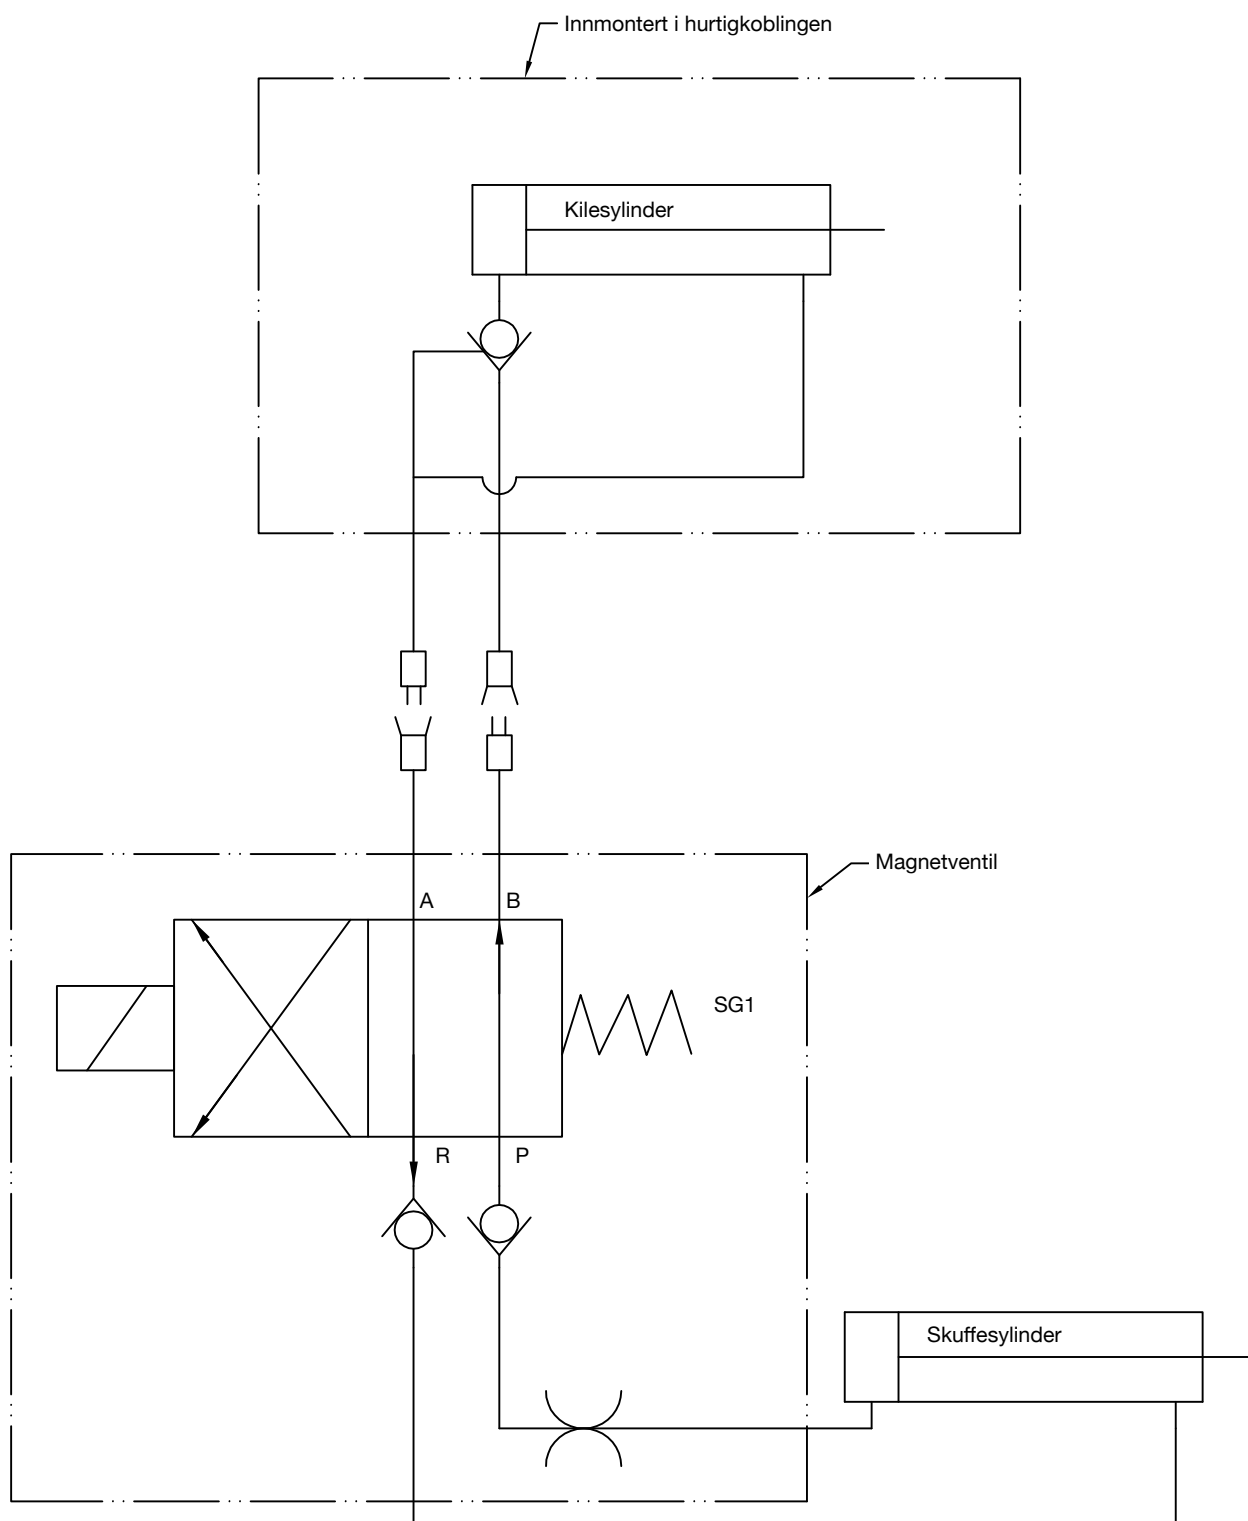 Innmontert i hurtigkoblingen
Kilesylinder
Magnetventil
A
B
SG1
R
P
Skuffesylinder